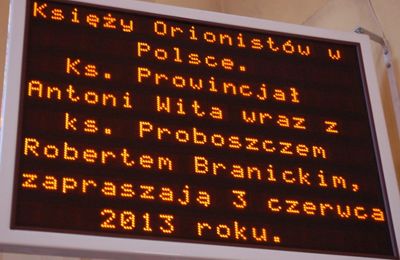 Księży Orionistów w
Polsce.
Ks. Prowincjał
Antoni Wita wraz z
ks. Proboszczem
Robertem Branickim,
zapraszają 3 czerwca
2013 roku.